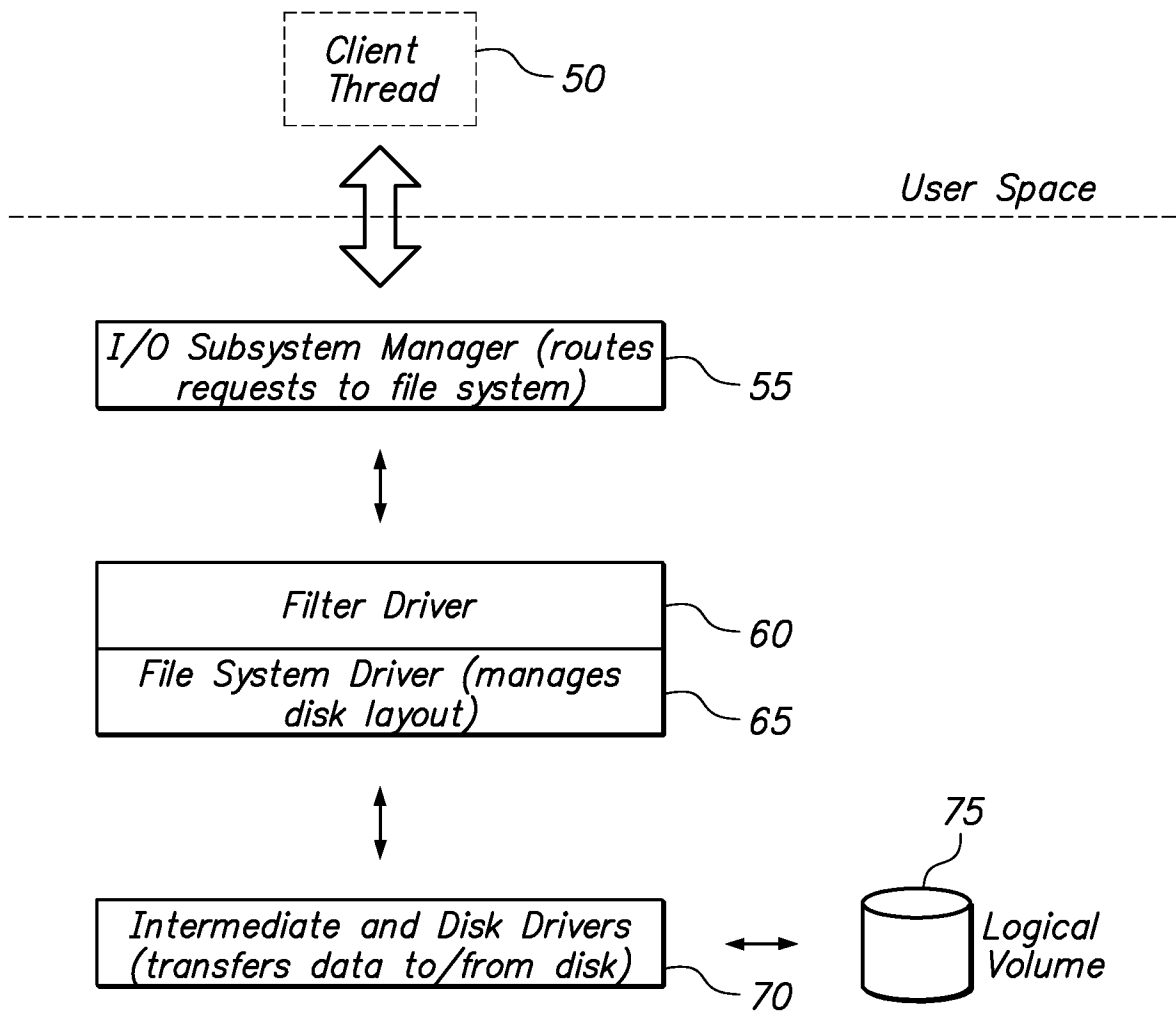 Client
Thread
50
User Space
I/O Subsystem Manager (routes
requests to file system)
55
Filter Driver
60
File System Driver (manages
disk layout)
65
75
Intermediate and Disk Drivers
(transfers data to/from disk)
70
Logical
Volume